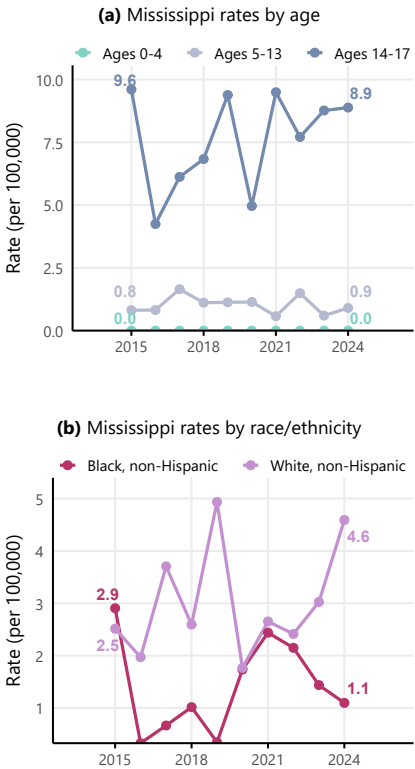 (a) Mississippi rates by age
Ages 0-4 Ages 5-13 Ages 14-17
Rate (per 100,000)
10.0
7.5
5.0
2.5
0.0
9.6
8.9
0.8
0.9
0.0
0.0
2015 2018 2021 2024
(b) Mississippi rates by race/ethnicity
Black, non-Hispanic White, non-Hispanic
Rate (per 100,000)
5
4
3
2
1
2.9
2.5
4.6
1.1
2015 2018 2021 2024